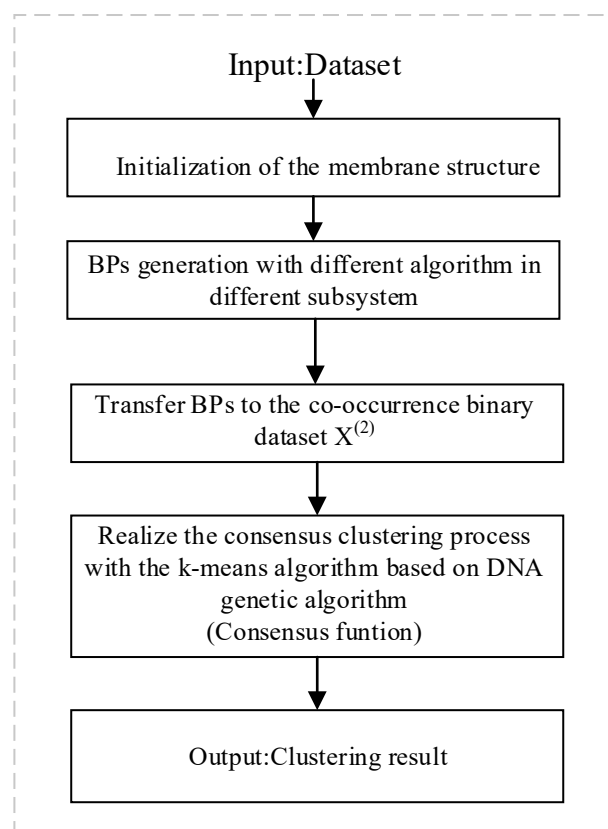 Input:Dataset
Initialization of the membrane structure
BPs generation with different algorithm in
different subsystem
Transfer BPs to the co-occurrence binary
dataset X⁽²⁾
Realize the consensus clustering process
with the k-means algorithm based on DNA
genetic algorithm
(Consensus funtion)
Output:Clustering result